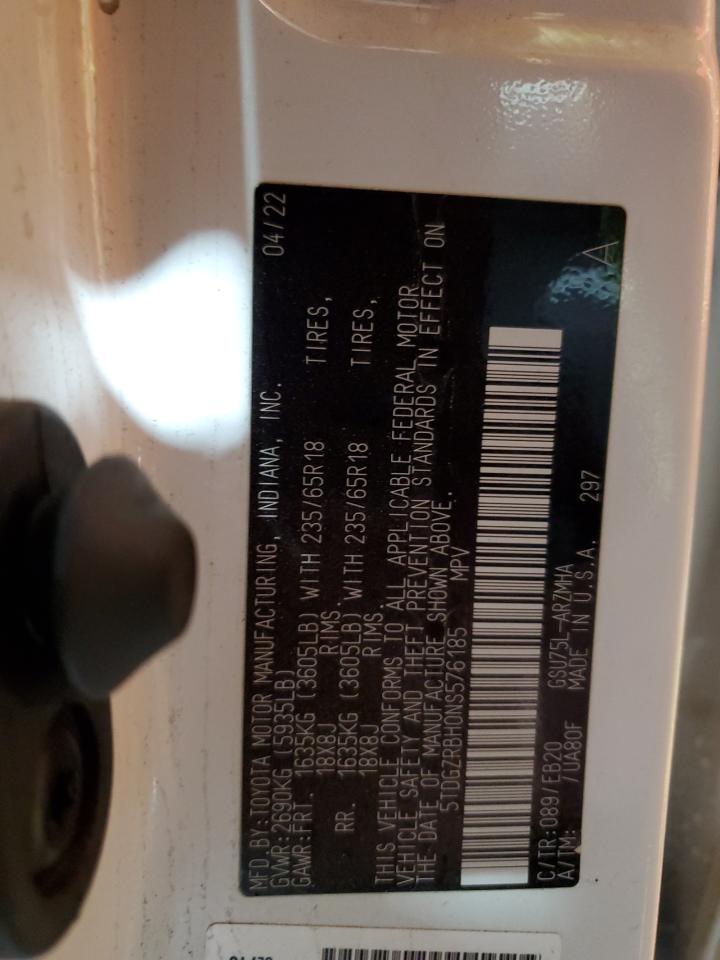 MFD BY:TOYOTA MOTOR MANUFACTURING, INDIANA, INC. 04/22
GVWR:2690KG (5935LB)
GAWR:FRT. 1635KG (3605LB) WITH 235/65R18 TIRES,
18X8J RIMS.
RR. 1635KG (3605LB) WITH 235/65R18 TIRES,
18X8J RIMS.
THIS VEHICLE CONFORMS TO ALL APPLICABLE FEDERAL MOTOR
VEHICLE SAFETY AND THEFT PREVENTION STANDARDS IN EFFECT ON
THE DATE OF MANUFACTURE SHOWN ABOVE.
5TDGZRBH0NS576185 MPV
C/TR:089/EB20 GSU75L-ARZMHA
A/TM: /UA80F MADE IN U.S.A. 297 A